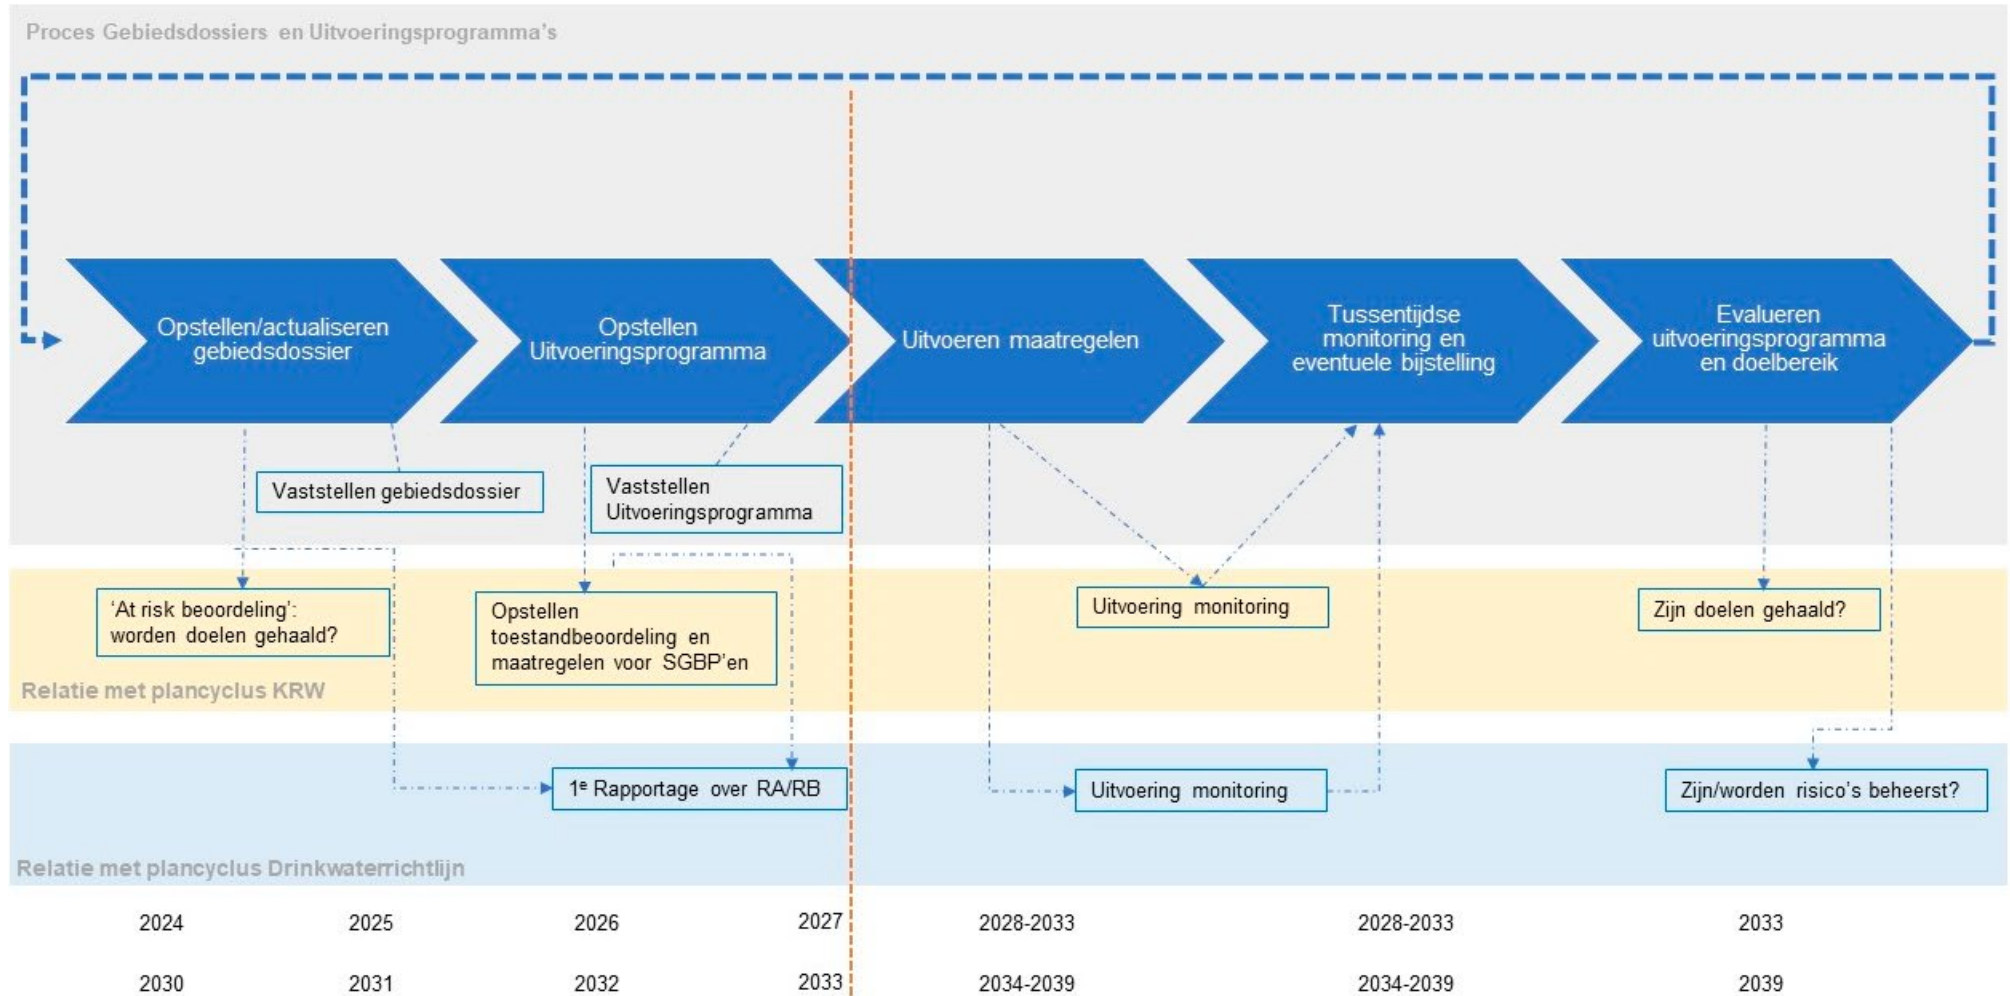 Proces Gebiedsdossiers en Uitvoeringsprogramma's
Opstellen/actualiseren
gebiedsdossier
Opstellen
Uitvoeringsprogramma
Uitvoeren maatregelen
Tussentijdse
monitoring en
eventuele bijstelling
Evalueren
uitvoeringsprogramma
en doelbereik
Vaststellen gebiedsdossier
Vaststellen
Uitvoeringsprogramma
'At risk beoordeling':
worden doelen gehaald?
Opstellen
toestandbeoordeling en
maatregelen voor SGBP'en
Uitvoering monitoring
Zijn doelen gehaald?
Relatie met plancyclus KRW
1e Rapportage over RA/RB
Uitvoering monitoring
Zijn/worden risico's beheerst?
Relatie met plancyclus Drinkwaterrichtlijn
2024 2025 2026 2027 2028-2033 2028-2033 2033
2030 2031 2032 2033 2034-2039 2034-2039 2039